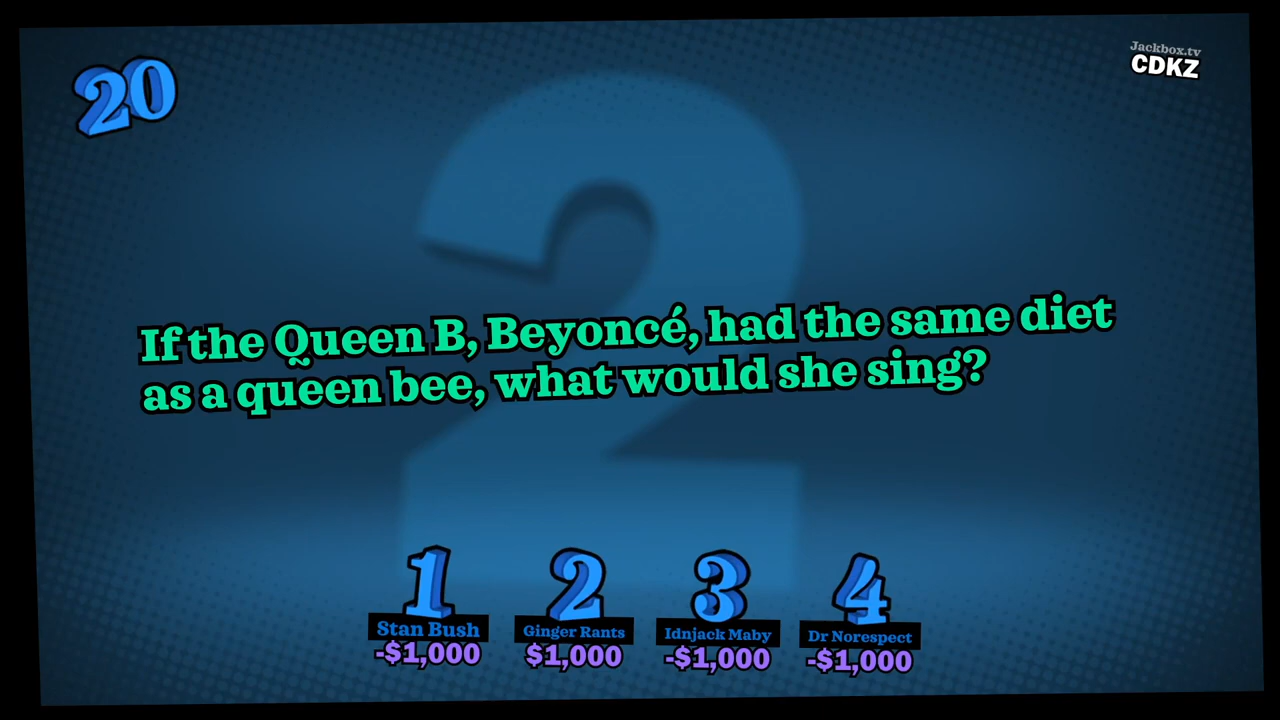 20
Jackbox.tv
CDKZ
If the Queen B, Beyoncé, had the same diet
as a queen bee, what would she sing?
2
1
2
3
4
Stan Bush
Ginger Rants
Idnjack Maby
Dr Norespect
-$1,000
$1,000
-$1,000
-$1,000